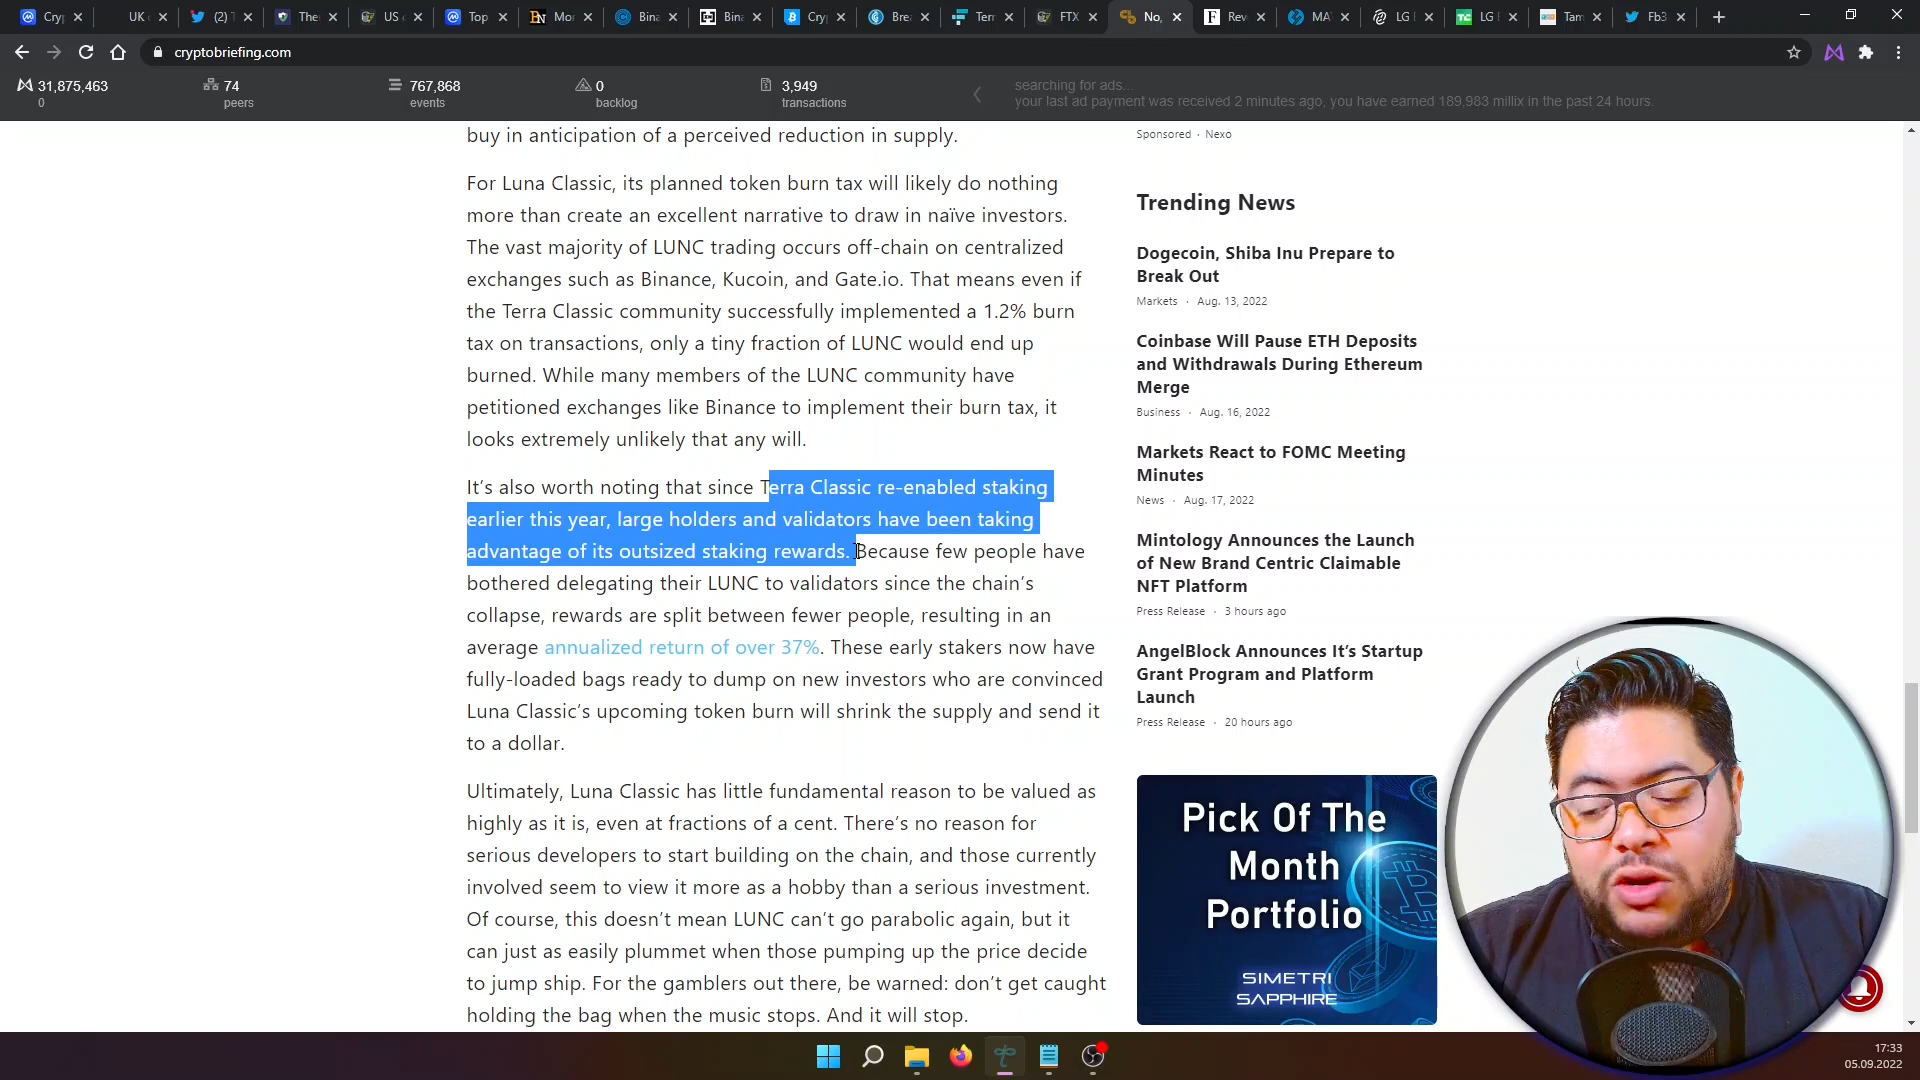 Cryp
UK
(2) T
The
US
Top
Mo
Bina
Bina
Cryp
Brea
Terr
FTX
No,
Rev
MA
LG
LG
Tam
Fb3
cryptobriefing.com
31,875,463
0
74
peers
767,868
events
0
backlog
3,949
transactions
searching for ads...
your last ad payment was received 2 minutes ago, you have earned 189,983 millix in the past 24 hours.
buy in anticipation of a perceived reduction in supply.
For Luna Classic, its planned token burn tax will likely do nothing
more than create an excellent narrative to draw in naïve investors.
The vast majority of LUNC trading occurs off-chain on centralized
exchanges such as Binance, Kucoin, and Gate.io. That means even if
the Terra Classic community successfully implemented a 1.2% burn
tax on transactions, only a tiny fraction of LUNC would end up
burned. While many members of the LUNC community have
petitioned exchanges like Binance to implement their burn tax, it
looks extremely unlikely that any will.
It’s also worth noting that since Terra Classic re-enabled staking
earlier this year, large holders and validators have been taking
advantage of its outsized staking rewards. Because few people have
bothered delegating their LUNC to validators since the chain’s
collapse, rewards are split between fewer people, resulting in an
average annualized return of over 37%. These early stakers now have
fully-loaded bags ready to dump on new investors who are convinced
Luna Classic’s upcoming token burn will shrink the supply and send it
to a dollar.
Ultimately, Luna Classic has little fundamental reason to be valued as
highly as it is, even at fractions of a cent. There’s no reason for
serious developers to start building on the chain, and those currently
involved seem to view it more as a hobby than a serious investment.
Of course, this doesn’t mean LUNC can’t go parabolic again, but it
can just as easily plummet when those pumping up the price decide
to jump ship. For the gamblers out there, be warned: don’t get caught
holding the bag when the music stops. And it will stop.
Sponsored · Nexo
Trending News
Dogecoin, Shiba Inu Prepare to
Break Out
Markets · Aug. 13, 2022
Coinbase Will Pause ETH Deposits
and Withdrawals During Ethereum
Merge
Business · Aug. 16, 2022
Markets React to FOMC Meeting
Minutes
News · Aug. 17, 2022
Mintology Announces the Launch
of New Brand Centric Claimable
NFT Platform
Press Release · 3 hours ago
AngelBlock Announces It’s Startup
Grant Program and Platform
Launch
Press Release · 20 hours ago
Pick Of The
Month
Portfolio
SIMETRI
SAPPHIRE
17:33
05.09.2022